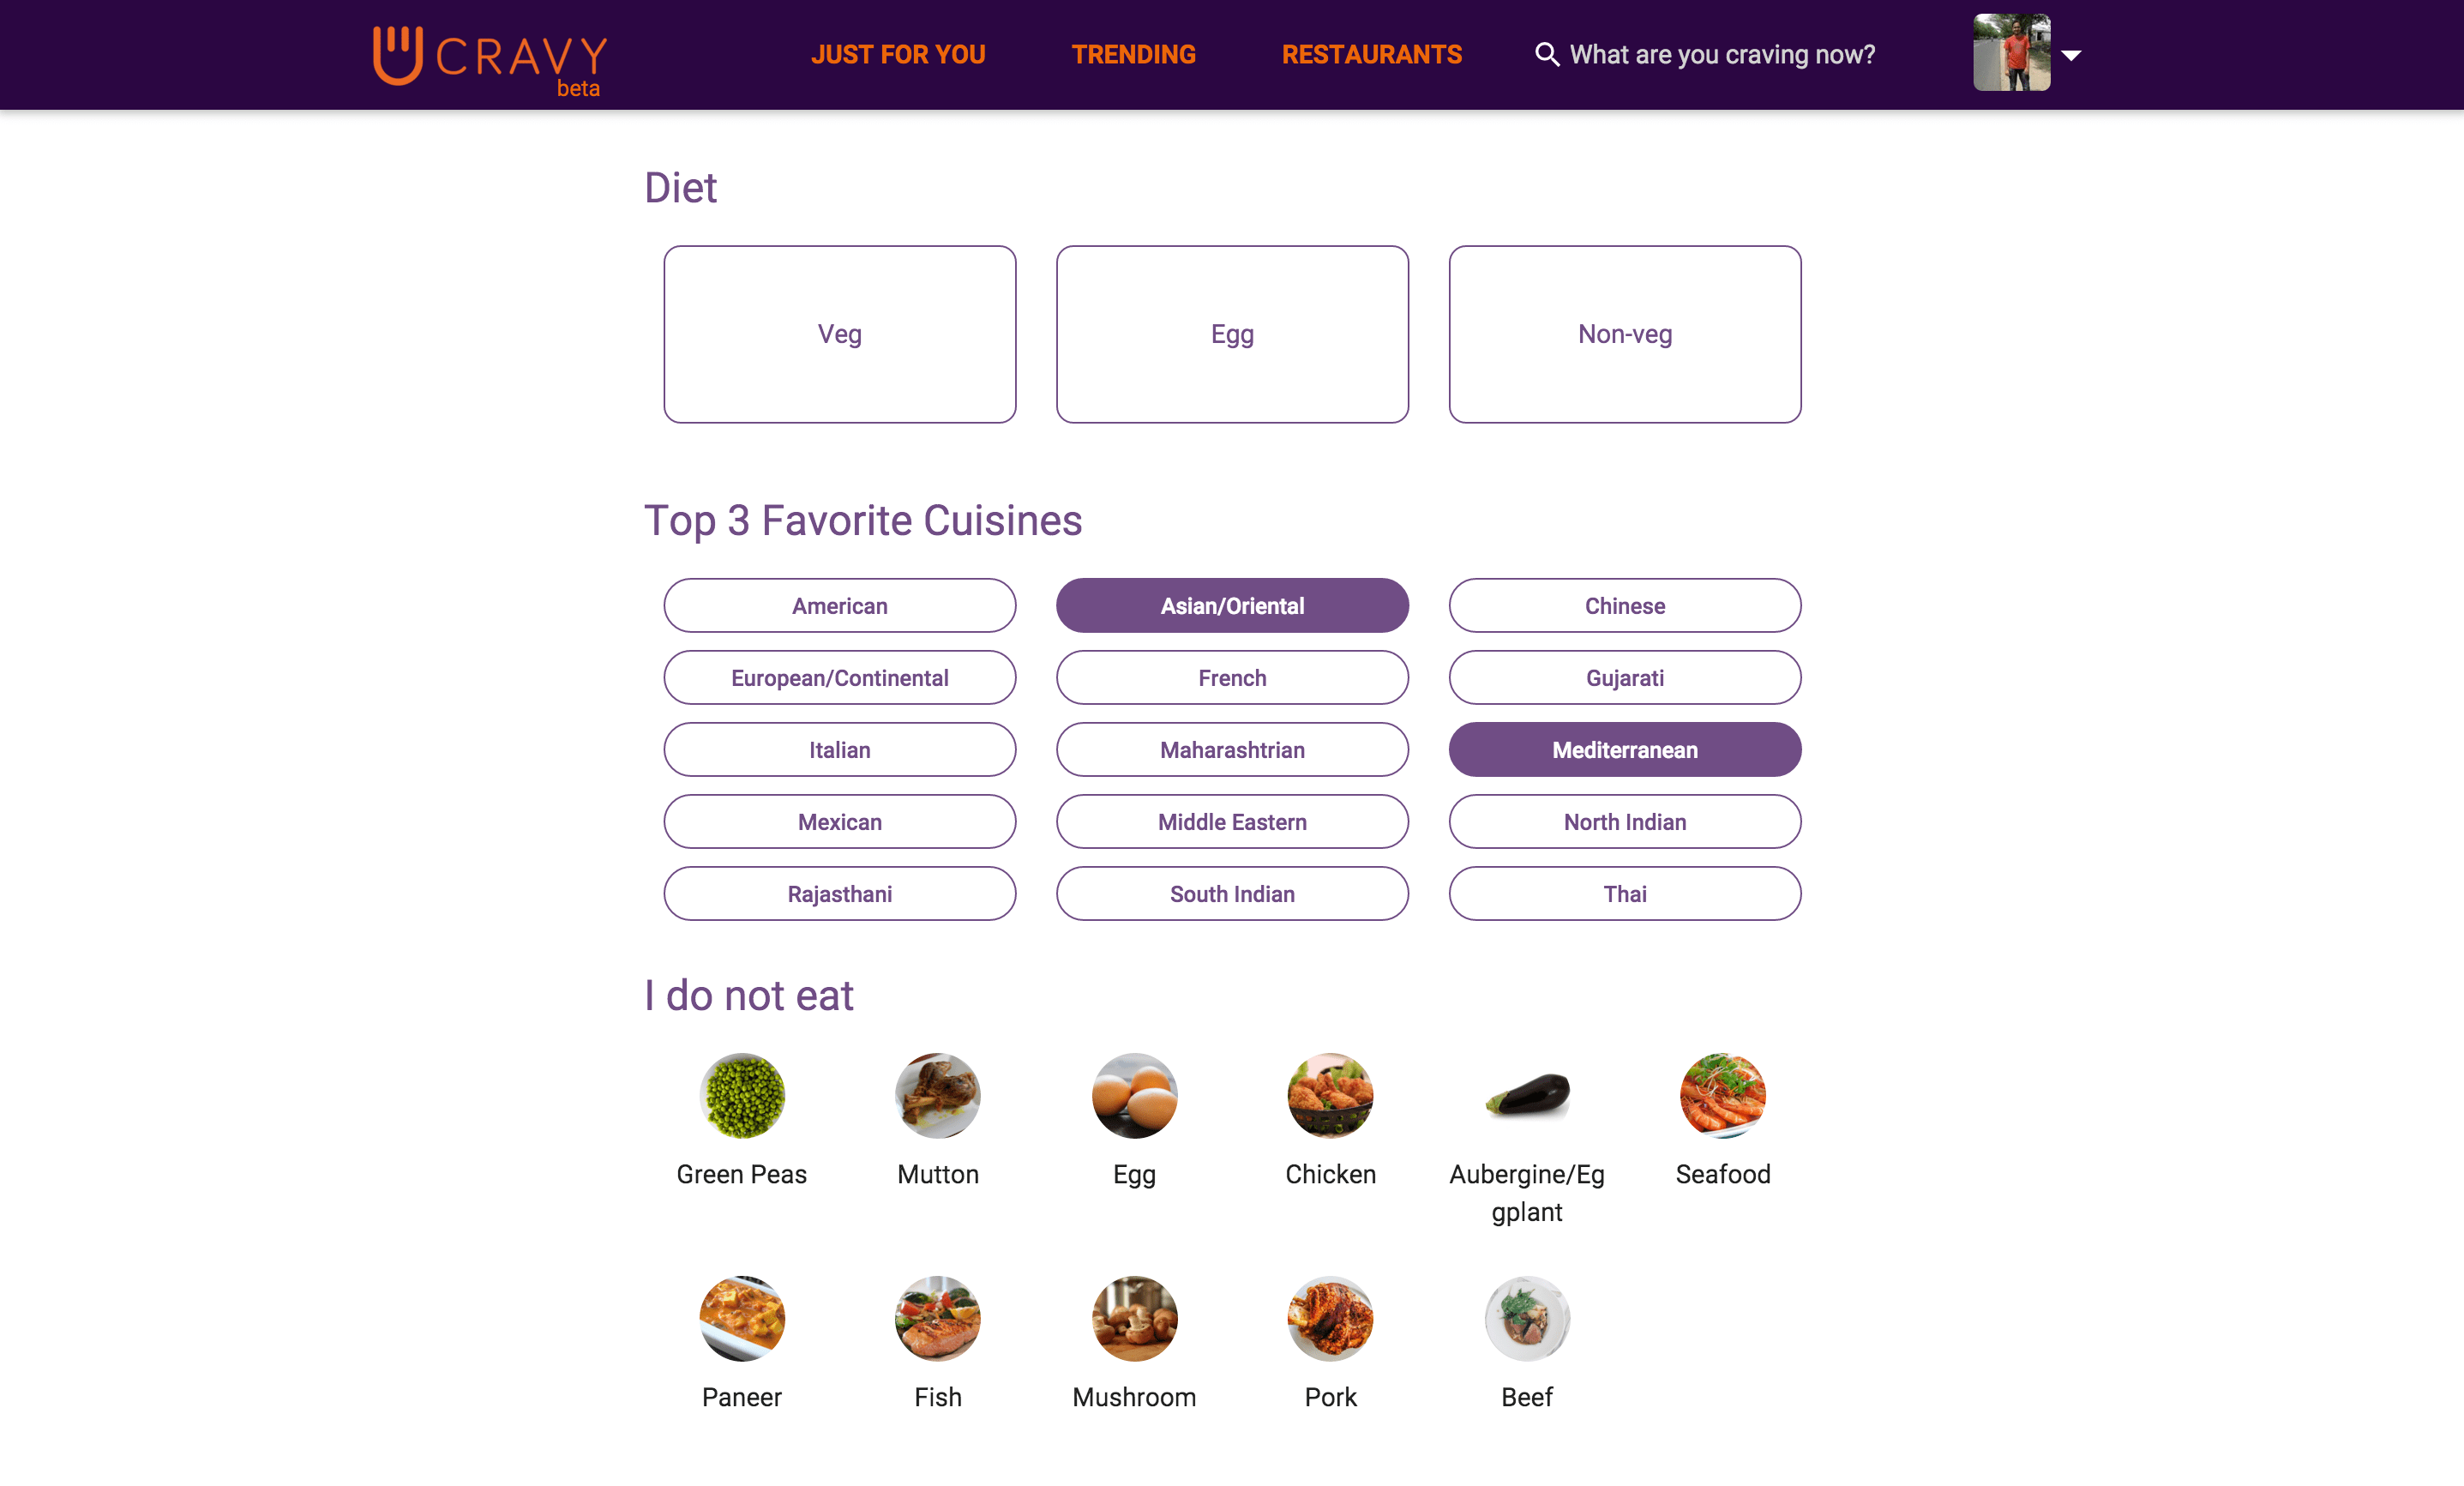 CRAVY
beta
JUST FOR YOU
TRENDING
RESTAURANTS
What are you craving now?
Diet
Veg
Egg
Non-veg
Top 3 Favorite Cuisines
American
Asian/Oriental
Chinese
European/Continental
French
Gujarati
Italian
Maharashtrian
Mediterranean
Mexican
Middle Eastern
North Indian
Rajasthani
South Indian
Thai
I do not eat
Green Peas
Mutton
Egg
Chicken
Aubergine/Eg
gplant
Seafood
Paneer
Fish
Mushroom
Pork
Beef